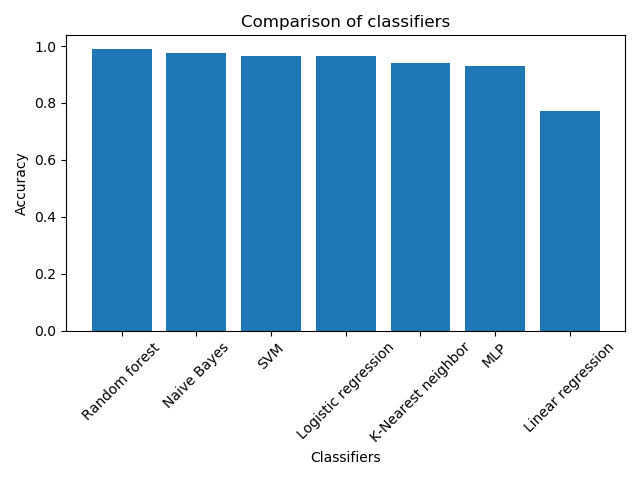 Comparison of classifiers
Accuracy
1.0
0.8
0.6
0.4
0.2
0.0
Random forest
Naive Bayes
SVM
Logistic regression
K-Nearest neighbor
MLP
Linear regression
Classifiers